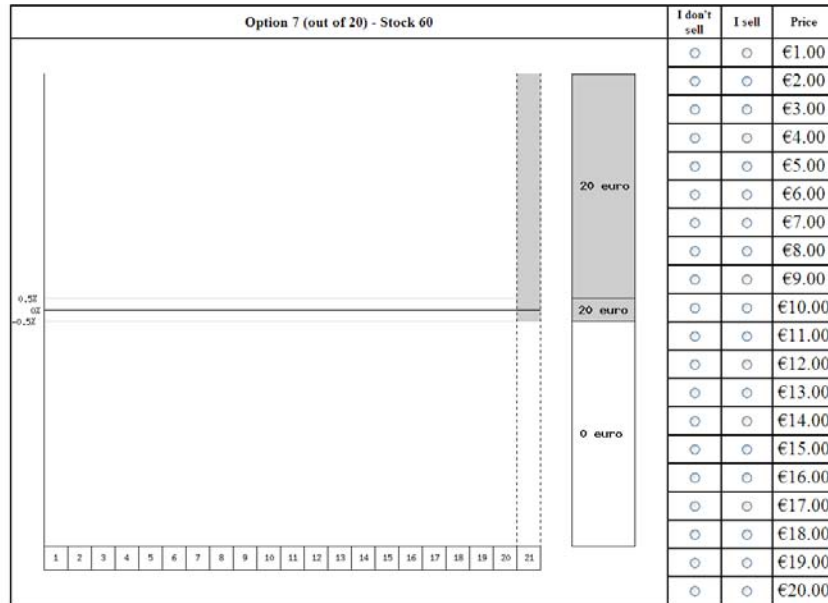 Option 7 (out of 20) - Stock 60
I don't
sell
I sell
Price
€1.00
€2.00
€3.00
€4.00
€5.00
€6.00
€7.00
€8.00
€9.00
€10.00
€11.00
€12.00
€13.00
€14.00
€15.00
€16.00
€17.00
€18.00
€19.00
€20.00
20 euro
0.5%
0%
-0.5%
20 euro
0 euro
1 2 3 4 5 6 7 8 9 10 11 12 13 14 15 16 17 18 19 20 21